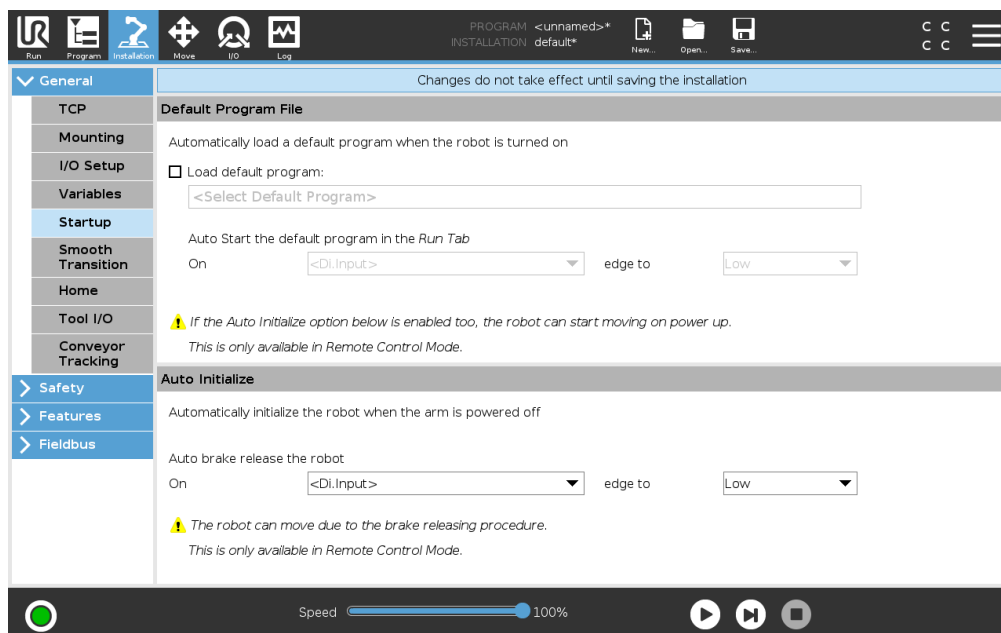 PROGRAM <unnamed>*
INSTALLATION default*
UR
Run
Program
Installation
Move
I/O
Log
New...
Open...
Save...
C C
C C
General
TCP
Mounting
I/O Setup
Variables
Startup
Smooth
Transition
Home
Tool I/O
Conveyor
Tracking
Safety
Features
Fieldbus
Changes do not take effect until saving the installation
Default Program File
Automatically load a default program when the robot is turned on
Load default program:
<Select Default Program>
Auto Start the default program in the Run Tab
On <Di.Input> edge to Low
If the Auto Initialize option below is enabled too, the robot can start moving on power up.
This is only available in Remote Control Mode.
Auto Initialize
Automatically initialize the robot when the arm is powered off
Auto brake release the robot
On <Di.Input> edge to Low
The robot can move due to the brake releasing procedure.
This is only available in Remote Control Mode.
Speed 100%